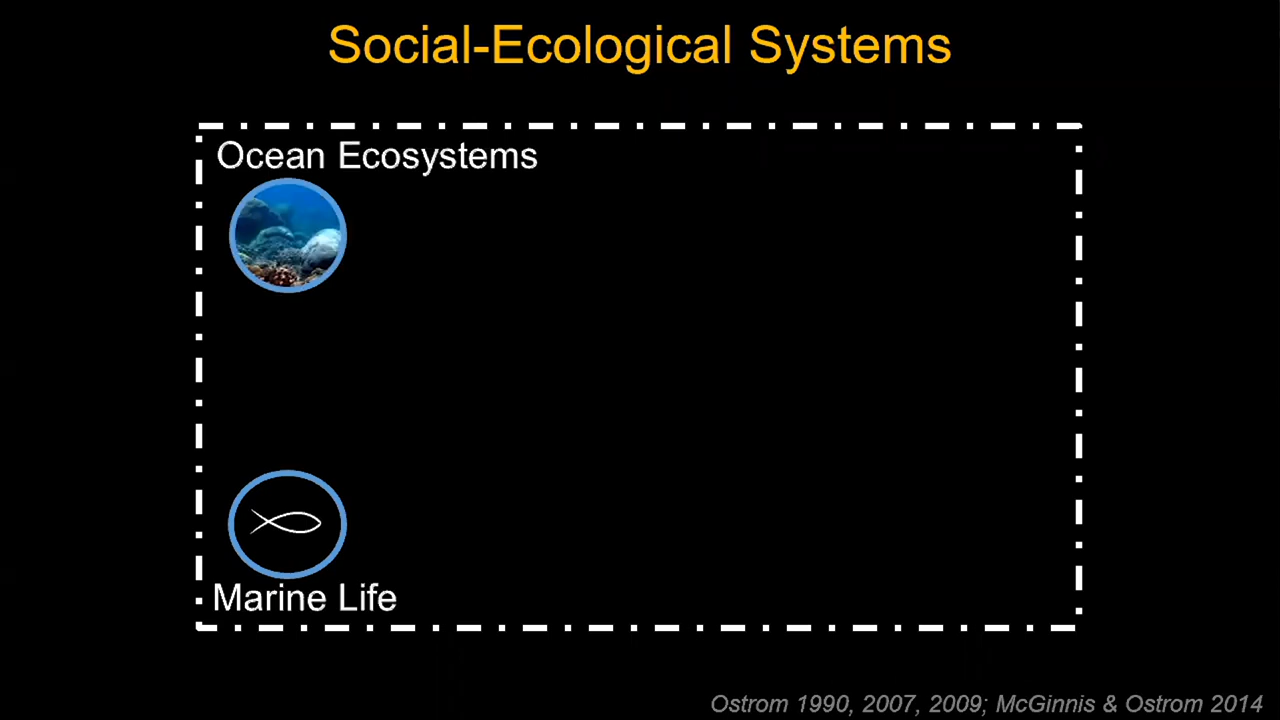 Social-Ecological Systems
Ocean Ecosystems
Marine Life
Ostrom 1990, 2007, 2009; McGinnis & Ostrom 2014